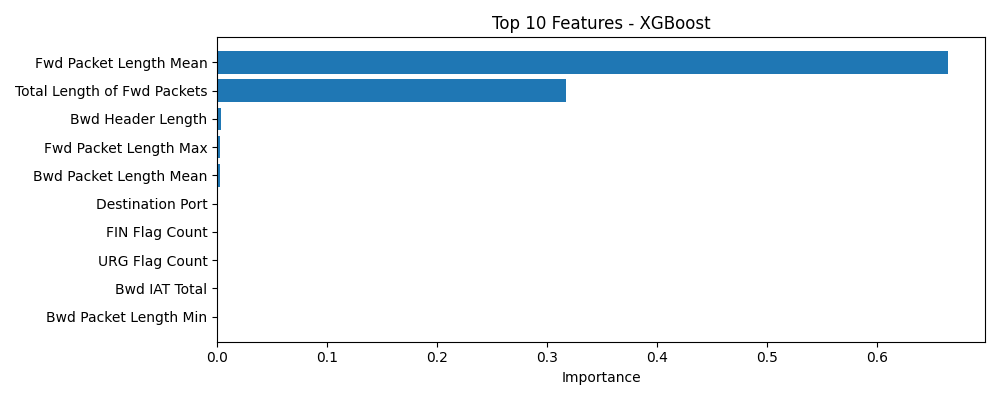 Top 10 Features - XGBoost
Fwd Packet Length Mean
Total Length of Fwd Packets
Bwd Header Length
Fwd Packet Length Max
Bwd Packet Length Mean
Destination Port
FIN Flag Count
URG Flag Count
Bwd IAT Total
Bwd Packet Length Min
0.0 0.1 0.2 0.3 0.4 0.5 0.6
Importance